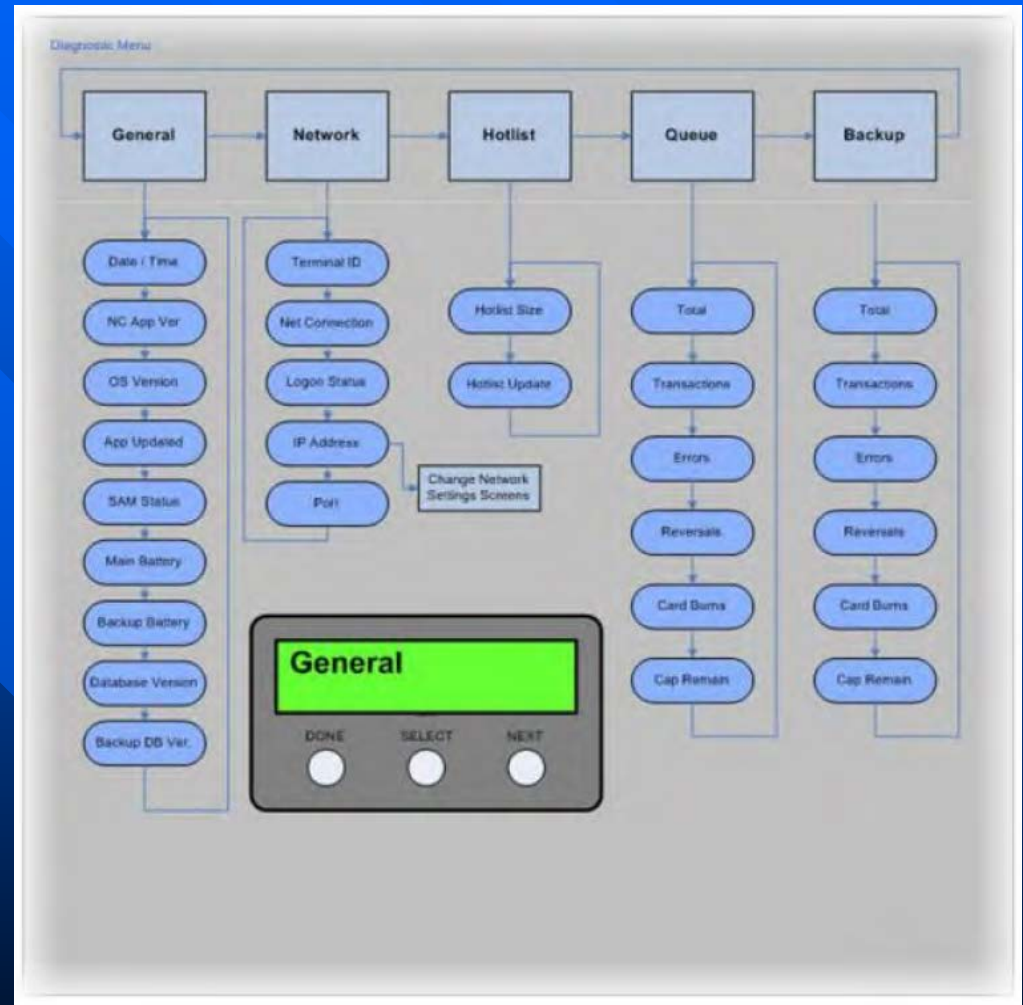 Diagnostic Menu
General
Network
Hotlist
Queue
Backup
Date / Time
NC App Ver
OS Version
App Updated
SAM Status
Main Battery
Backup Battery
Database Version
Backup DB Ver.
Terminal ID
Net Connection
Logon Status
IP Address
Port
Change Network
Settings Screens
Hotlist Size
Hotlist Update
Total
Transactions
Errors
Reversals
Card Burns
Cap Remain
Total
Transactions
Errors
Reversals
Card Burns
Cap Remain
General
DONE
SELECT
NEXT